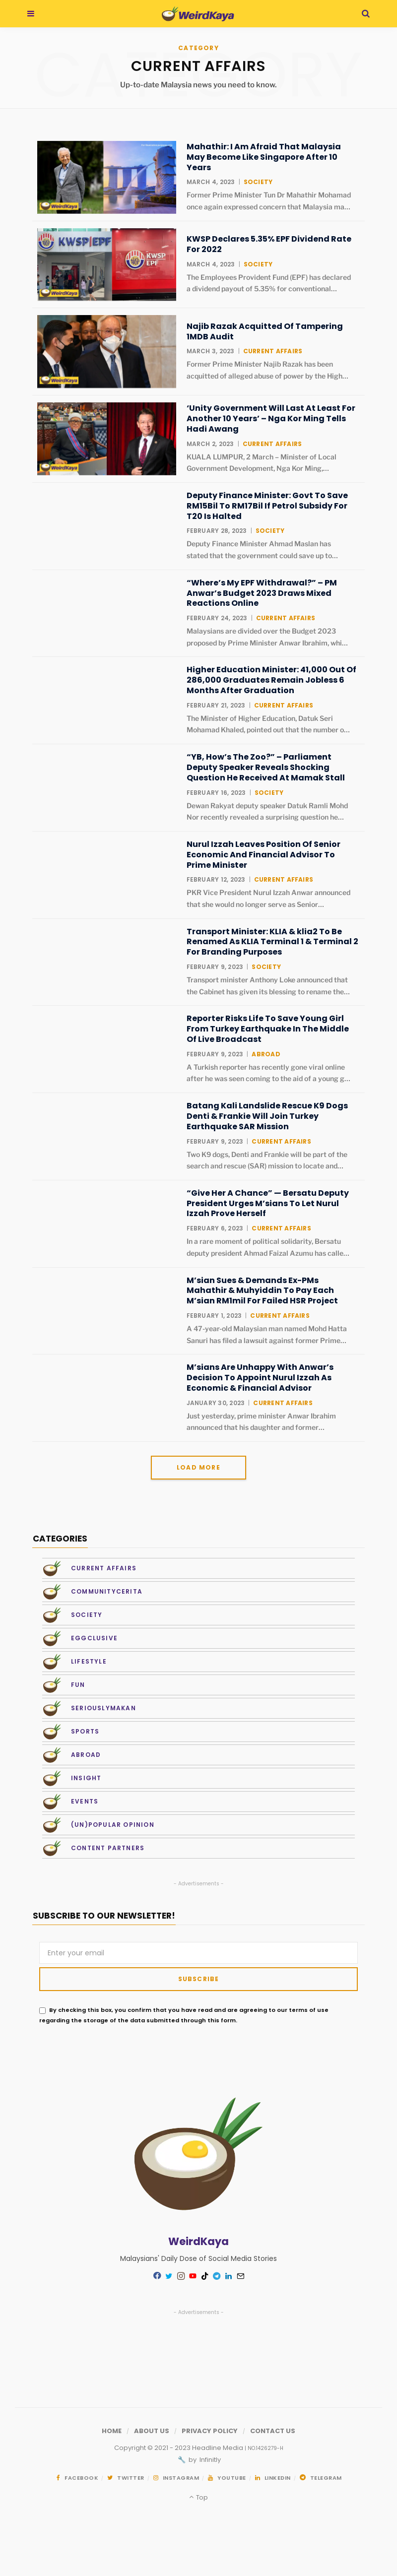 WeirdKaya
CATEGORY
CATEGORY
CURRENT AFFAIRS
Up-to-date Malaysia news you need to know.
WeirdKaya
Mahathir: I Am Afraid That Malaysia
May Become Like Singapore After 10
Years
MARCH 4, 2023 | SOCIETY
Former Prime Minister Tun Dr Mahathir Mohamad
once again expressed concern that Malaysia ma...
KWSP EPF
KWSP
EPF
WeirdKaya
KWSP Declares 5.35% EPF Dividend Rate
For 2022
MARCH 4, 2023 | SOCIETY
The Employees Provident Fund (EPF) has declared
a dividend payout of 5.35% for conventional...
WeirdKaya
Najib Razak Acquitted Of Tampering
1MDB Audit
MARCH 3, 2023 | CURRENT AFFAIRS
Former Prime Minister Najib Razak has been
acquitted of alleged abuse of power by the High...
WeirdKaya
‘Unity Government Will Last At Least For
Another 10 Years’ – Nga Kor Ming Tells
Hadi Awang
MARCH 2, 2023 | CURRENT AFFAIRS
KUALA LUMPUR, 2 March – Minister of Local
Government Development, Nga Kor Ming,...
Deputy Finance Minister: Govt To Save
RM15Bil To RM17Bil If Petrol Subsidy For
T20 Is Halted
FEBRUARY 28, 2023 | SOCIETY
Deputy Finance Minister Ahmad Maslan has
stated that the government could save up to...
“Where’s My EPF Withdrawal?” – PM
Anwar’s Budget 2023 Draws Mixed
Reactions Online
FEBRUARY 24, 2023 | CURRENT AFFAIRS
Malaysians are divided over the Budget 2023
proposed by Prime Minister Anwar Ibrahim, whi...
Higher Education Minister: 41,000 Out Of
286,000 Graduates Remain Jobless 6
Months After Graduation
FEBRUARY 21, 2023 | CURRENT AFFAIRS
The Minister of Higher Education, Datuk Seri
Mohamad Khaled, pointed out that the number o...
“YB, How’s The Zoo?” – Parliament
Deputy Speaker Reveals Shocking
Question He Received At Mamak Stall
FEBRUARY 16, 2023 | SOCIETY
Dewan Rakyat deputy speaker Datuk Ramli Mohd
Nor recently revealed a surprising question he...
Nurul Izzah Leaves Position Of Senior
Economic And Financial Advisor To
Prime Minister
FEBRUARY 12, 2023 | CURRENT AFFAIRS
PKR Vice President Nurul Izzah Anwar announced
that she would no longer serve as Senior...
Transport Minister: KLIA & klia2 To Be
Renamed As KLIA Terminal 1 & Terminal 2
For Branding Purposes
FEBRUARY 9, 2023 | SOCIETY
Transport minister Anthony Loke announced that
the Cabinet has given its blessing to rename the...
Reporter Risks Life To Save Young Girl
From Turkey Earthquake In The Middle
Of Live Broadcast
FEBRUARY 9, 2023 | ABROAD
A Turkish reporter has recently gone viral online
after he was seen coming to the aid of a young g...
Batang Kali Landslide Rescue K9 Dogs
Denti & Frankie Will Join Turkey
Earthquake SAR Mission
FEBRUARY 9, 2023 | CURRENT AFFAIRS
Two K9 dogs, Denti and Frankie will be part of the
search and rescue (SAR) mission to locate and...
“Give Her A Chance” — Bersatu Deputy
President Urges M’sians To Let Nurul
Izzah Prove Herself
FEBRUARY 6, 2023 | CURRENT AFFAIRS
In a rare moment of political solidarity, Bersatu
deputy president Ahmad Faizal Azumu has calle...
M’sian Sues & Demands Ex-PMs
Mahathir & Muhyiddin To Pay Each
M’sian RM1mil For Failed HSR Project
FEBRUARY 1, 2023 | CURRENT AFFAIRS
A 47-year-old Malaysian man named Mohd Hatta
Sanuri has filed a lawsuit against former Prime...
M’sians Are Unhappy With Anwar’s
Decision To Appoint Nurul Izzah As
Economic & Financial Advisor
JANUARY 30, 2023 | CURRENT AFFAIRS
Just yesterday, prime minister Anwar Ibrahim
announced that his daughter and former...
LOAD MORE
CATEGORIES
CURRENT AFFAIRS
COMMUNITYCERITA
SOCIETY
EGGCLUSIVE
LIFESTYLE
FUN
SERIOUSLYMAKAN
SPORTS
ABROAD
INSIGHT
EVENTS
(UN)POPULAR OPINION
CONTENT PARTNERS
- Advertisements -
SUBSCRIBE TO OUR NEWSLETTER!
Enter your email
SUBSCRIBE
By checking this box, you confirm that you have read and are agreeing to our terms of use
regarding the storage of the data submitted through this form.
WeirdKaya
Malaysians' Daily Dose of Social Media Stories
- Advertisements -
HOME / ABOUT US / PRIVACY POLICY / CONTACT US
Copyright © 2021 - 2023 Headline Media | NO.1426279-H
by Infinitly
FACEBOOK / TWITTER / INSTAGRAM / YOUTUBE / LINKEDIN / TELEGRAM
Top